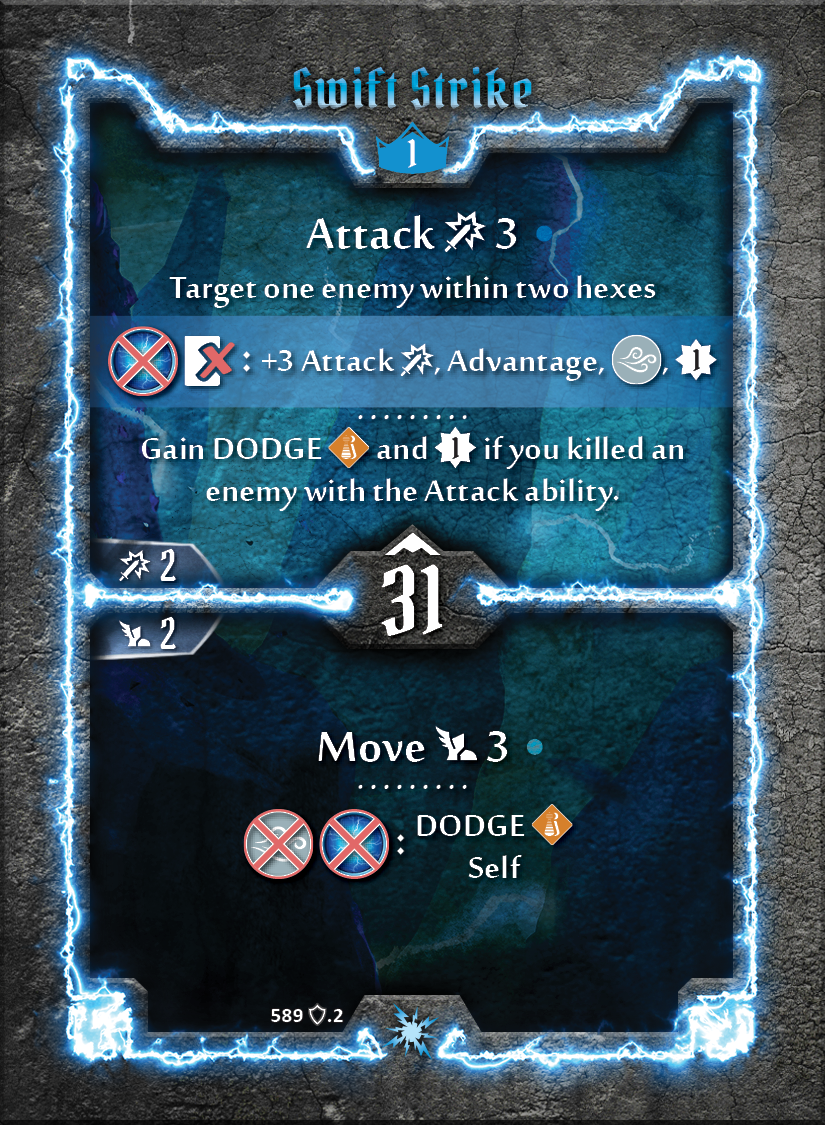 Swift Strike
1
Attack 3
Target one enemy within two hexes
: +3 Attack , Advantage, , 1
Gain DODGE and 1 if you killed an
enemy with the Attack ability.
2
31
2
Move 3
: DODGE
Self
589 .2